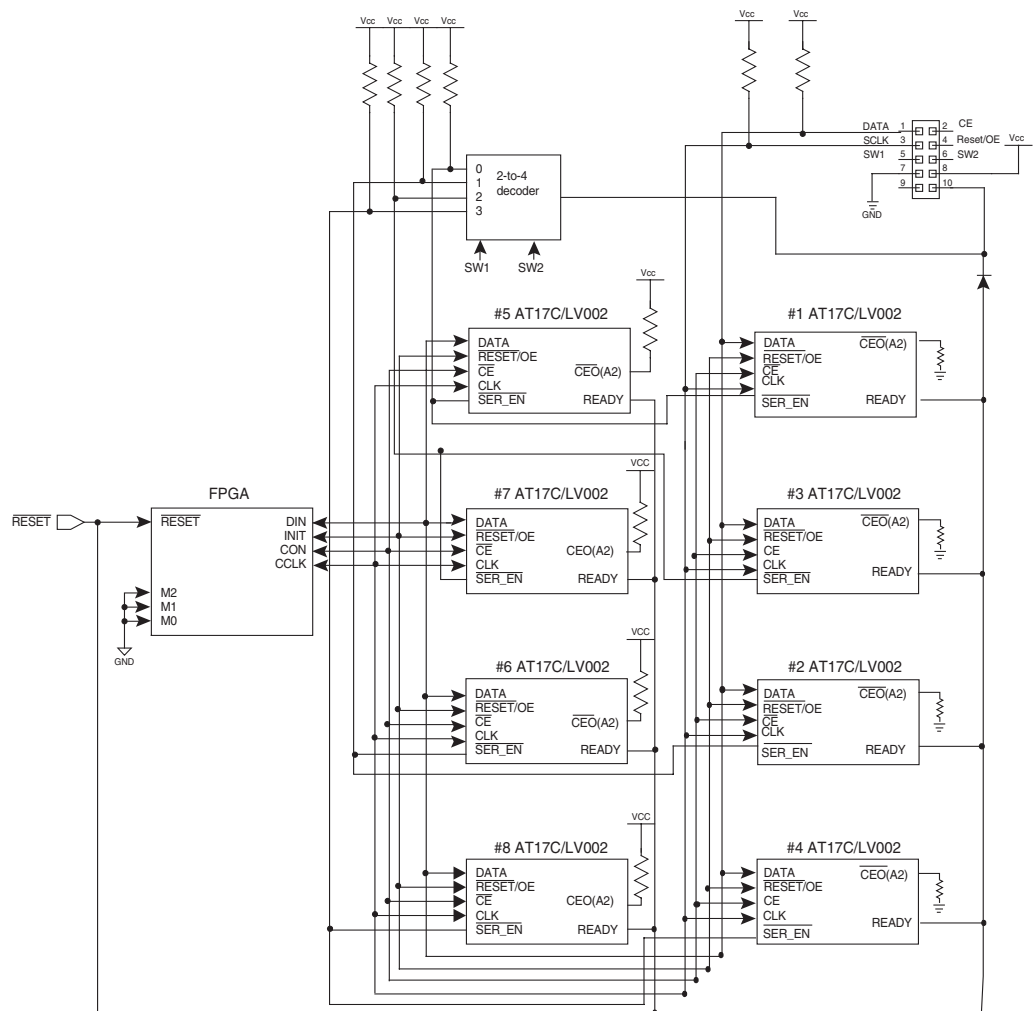 Vcc Vcc Vcc Vcc
Vcc Vcc
DATA 1 2 CE
SCLK 3 4 Reset/OE Vcc
SW1 5 6 SW2
7 8
9 10
GND
0 2-to-4
1 decoder
2
3
SW1 SW2
Vcc
#5 AT17C/LV002
DATA
RESET/OE
CE CEO(A2)
CLK
SER_EN READY
#1 AT17C/LV002
DATA CEO(A2)
RESET/OE
CE
CLK
SER_EN READY
VCC
#7 AT17C/LV002
DATA
RESET/OE
CE CEO(A2)
CLK
SER_EN READY
#3 AT17C/LV002
DATA CEO(A2)
RESET/OE
CE
CLK
SER_EN READY
FPGA
RESET RESET DIN
INIT
CON
CCLK
M2
M1
M0
GND
VCC
#6 AT17C/LV002
DATA
RESET/OE
CE CEO(A2)
CLK
SER_EN READY
#2 AT17C/LV002
DATA CEO(A2)
RESET/OE
CE
CLK
SER_EN READY
VCC
#8 AT17C/LV002
DATA
RESET/OE
CE CEO(A2)
CLK
SER_EN READY
#4 AT17C/LV002
DATA CEO(A2)
RESET/OE
CE
CLK
SER_EN READY